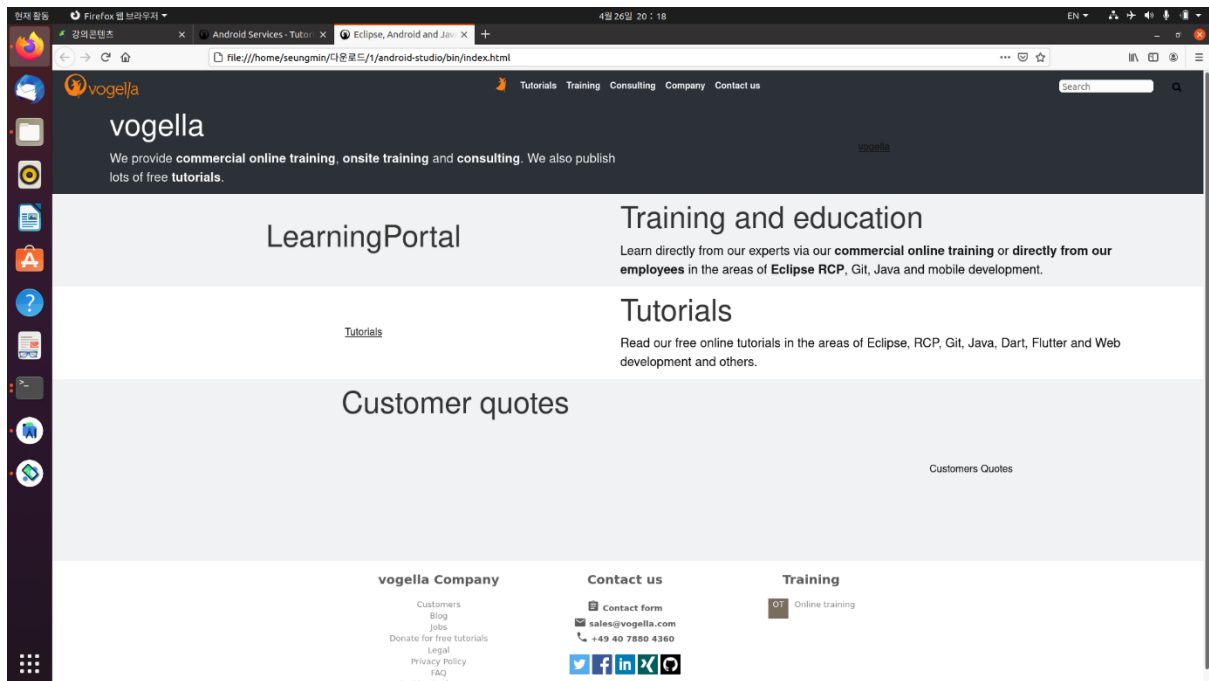 현재 활동 Firefox 웹 브라우저 4월 26일 20 : 18 EN
강의콘텐츠 Android Services - Tutori Eclipse, Android and Jav
file:///home/seungmin/다운로드/1/android-studio/bin/index.html
vogella Tutorials Training Consulting Company Contact us Search
vogella
We provide commercial online training, onsite training and consulting. We also publish
lots of free tutorials.
vogella
LearningPortal
Training and education
Learn directly from our experts via our commercial online training or directly from our
employees in the areas of Eclipse RCP, Git, Java and mobile development.
Tutorials
Tutorials
Read our free online tutorials in the areas of Eclipse, RCP, Git, Java, Dart, Flutter and Web
development and others.
Customer quotes
Customers Quotes
vogella Company
Customers
Blog
Jobs
Donate for free tutorials
Legal
Privacy Policy
FAQ
Contact us
Contact form
sales@vogella.com
+49 40 7880 4360
Training
OT Online training